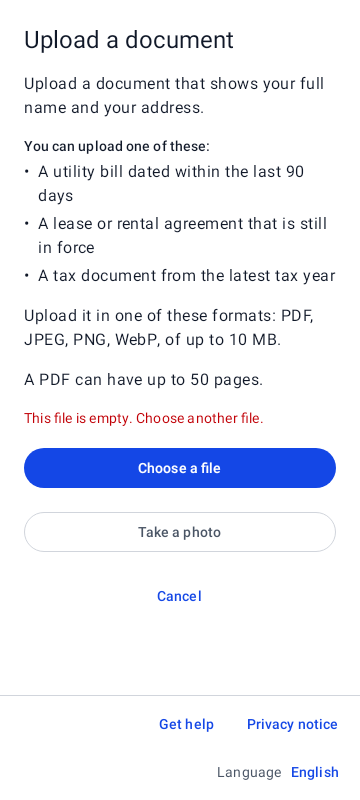 Upload a document
Upload a document that shows your full
name and your address.
You can upload one of these:
• A utility bill dated within the last 90
days
• A lease or rental agreement that is still
in force
• A tax document from the latest tax year
Upload it in one of these formats: PDF,
JPEG, PNG, WebP, of up to 10 MB.
A PDF can have up to 50 pages.
This file is empty. Choose another file.
Choose a file
Take a photo
Cancel
Get help Privacy notice
Language English